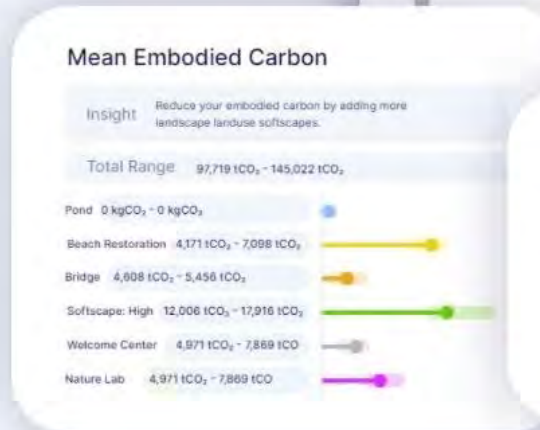 Mean Embodied Carbon
Insight Reduce your embodied carbon by adding more
landscape landuse softscapes.
Total Range 97,719 tCO₂ - 145,022 tCO₂
Pond 0 kgCO₂ - 0 kgCO₂
Beach Restoration 4,171 tCO₂ - 7,098 tCO₂
Bridge 4,608 tCO₂ - 5,456 tCO₂
Softscape: High 12,006 tCO₂ - 17,916 tCO₂
Welcome Center 4,971 tCO₂ - 7,869 tCO
Nature Lab 4,971 tCO₂ - 7,869 tCO